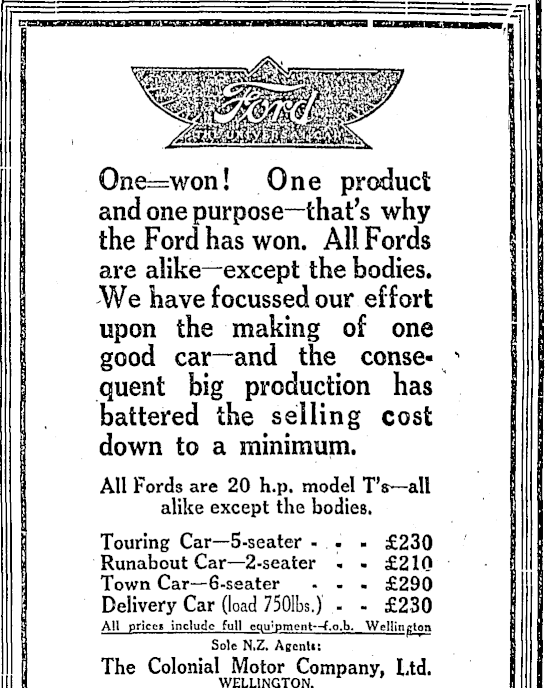 Ford
THE UNIVERSAL CAR
One=won! One product
and one purpose—that's why
the Ford has won. All Fords
are alike—except the bodies.
We have focussed our effort
upon the making of one
good car—and the conse-
quent big production has
battered the selling cost
down to a minimum.
All Fords are 20 h.p. model T's—all
alike except the bodies.
Touring Car—5-seater - - - £230
Runabout Car—2-seater - - £210
Town Car—6-seater - - - £290
Delivery Car (load 750lbs.) - - £230
All prices include full equipment—f.o.b. Wellington
Sole N.Z. Agents:
The Colonial Motor Company, Ltd.
WELLINGTON.